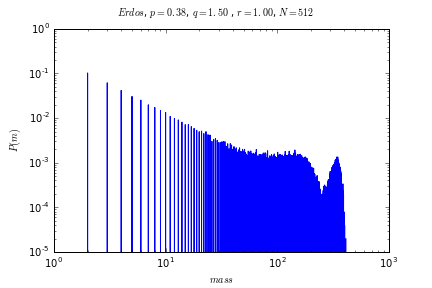 Erdos, p = 0.38, q = 1.50 , r = 1.00, N = 512
10^0
10^-1
10^-2
10^-3
10^-4
10^-5
P(m)
10^0 10^1 10^2 10^3
mass